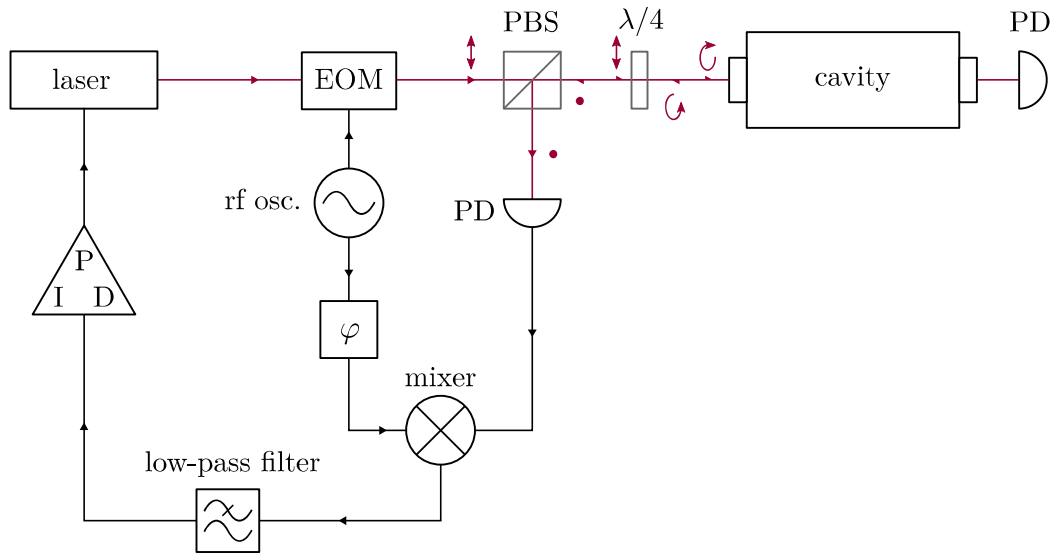 PBS
λ/4
PD
laser
EOM
cavity
rf osc.
PD
P
I D
φ
mixer
low-pass filter